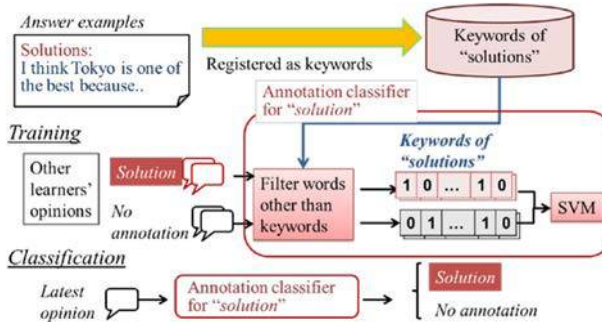 Answer examples
Solutions:
I think Tokyo is one of
the best because..
Registered as keywords
Keywords of
“solutions”
Annotation classifier
for “solution”
Training
Other
learners’
opinions
Solution
No
annotation
Filter words
other than
keywords
Keywords of
“solutions”
1 0 ... 1 0
0 1 ... 1 0
SVM
Classification
Latest
opinion
Annotation classifier
for “solution”
Solution
No annotation